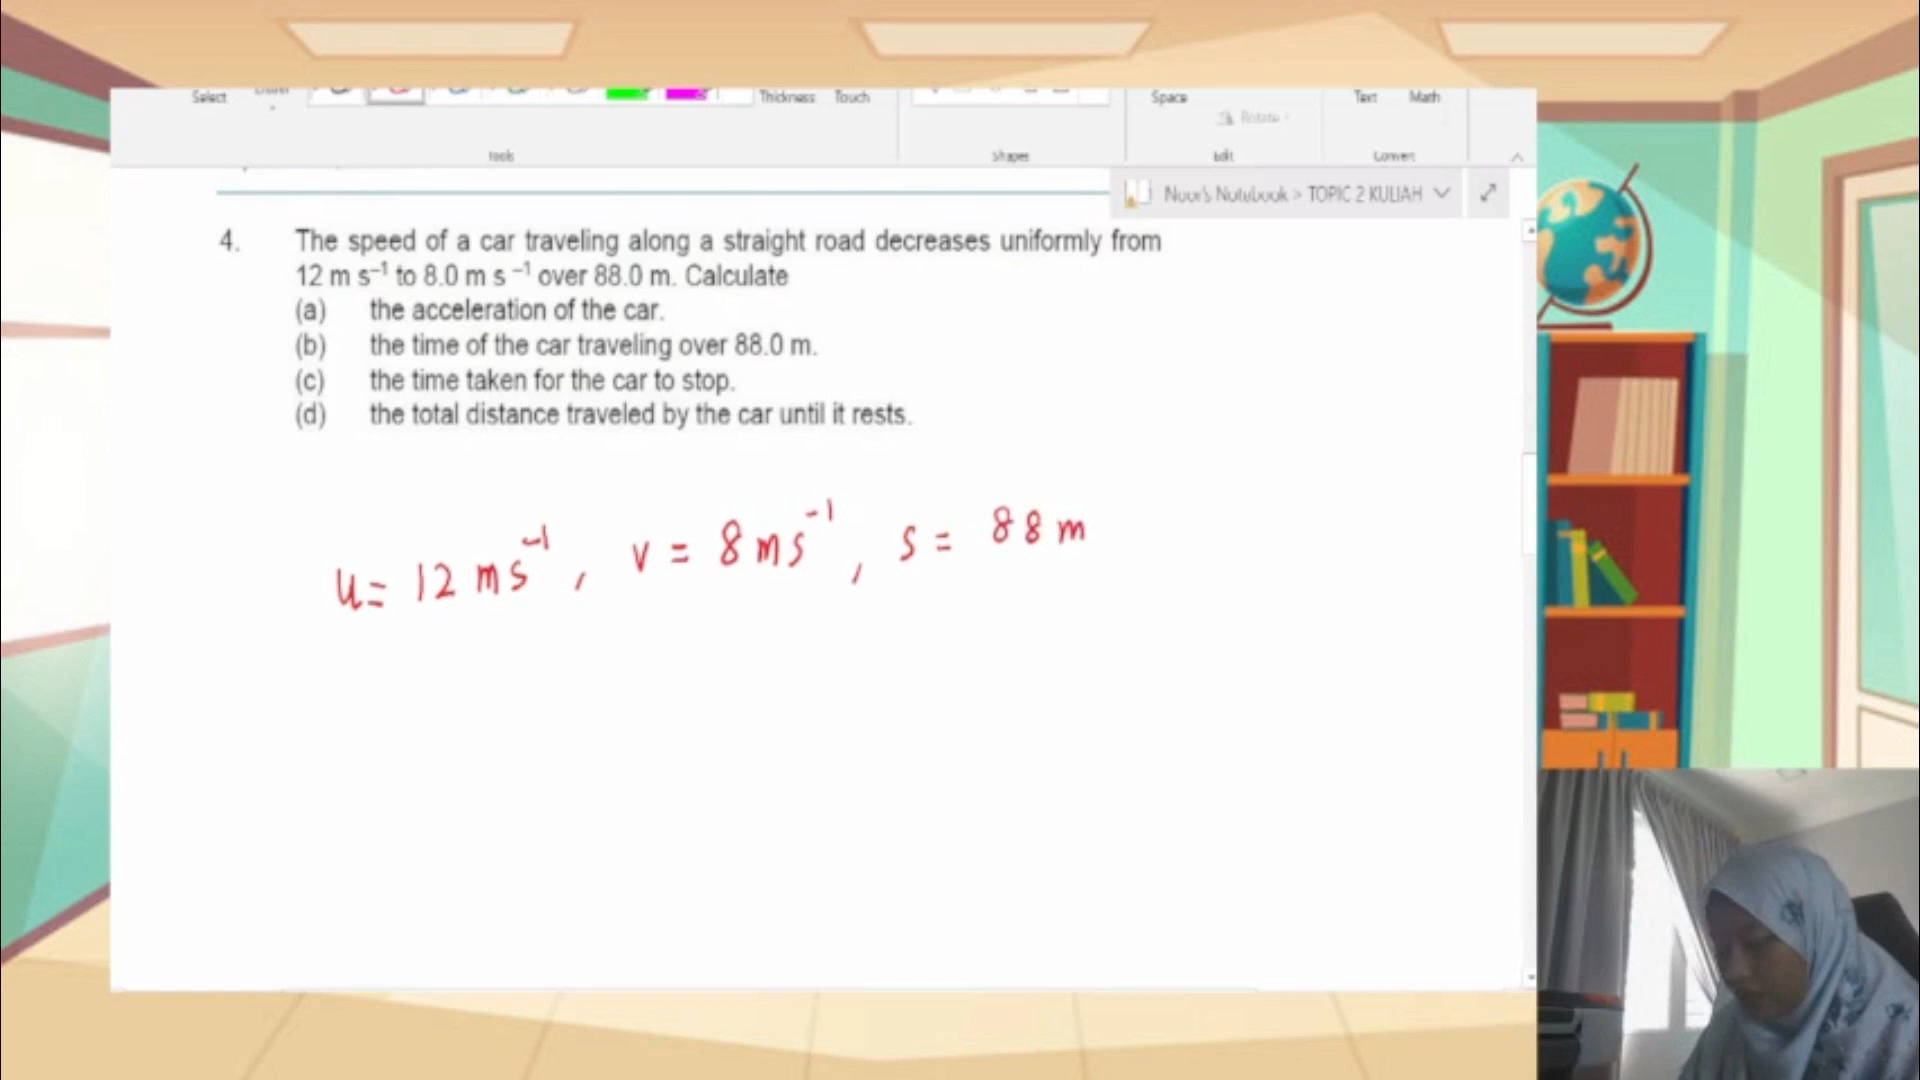 Select
Thickness Touch
Space
Text Math
Rotate
Tools
Shapes
Edit
Convert
Noor's Notebook > TOPIC 2 KULIAH
4. The speed of a car traveling along a straight road decreases uniformly from
12 m s⁻¹ to 8.0 m s ⁻¹ over 88.0 m. Calculate
(a) the acceleration of the car.
(b) the time of the car traveling over 88.0 m.
(c) the time taken for the car to stop.
(d) the total distance traveled by the car until it rests.
u = 12 ms⁻¹, v = 8 ms⁻¹, s = 88 m